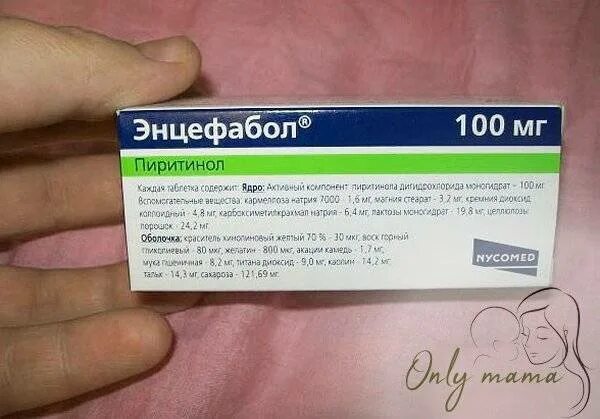 Энцефабол® 100 мг
Пиритинол
Каждая таблетка содержит: Ядро: Активный компонент: пиритинола дигидрохлорида моногидрат – 100 мг.
Вспомогательные вещества: кармеллоза натрия 7000 - 1,6 мг, магния стеарат – 3,2 мг, кремния диоксид
коллоидный - 4,8 мг, карбоксиметилкрахмал натрия – 6,4 мг, лактозы моногидрат – 19,8 мг, целлюлозы
порошок – 24,2 мг.
Оболочка: краситель хинолиновый желтый 70 % - 30 мкг, воск горный
гликолиевый - 80 мкг, желатин – 800 мкг, акации камедь - 1,7 мг,
мука пшеничная - 8,2 мг, титана диоксид – 9,0 мг, каолин – 14,2 мг,
тальк – 14,3 мг, сахароза - 121,69 мг.
NYCOMED
Only mama